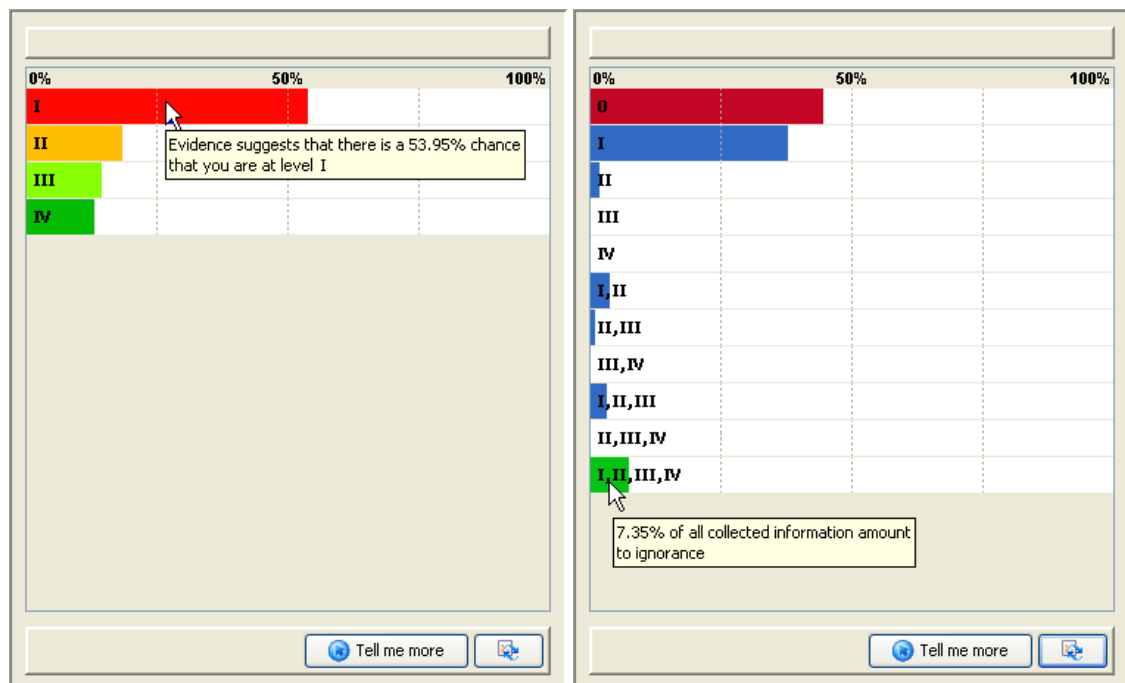 0% 50% 100%
I
Evidence suggests that there is a 53.95% chance
that you are at level I
II
III
IV
Tell me more
0% 50% 100%
0
I
II
III
IV
I,II
II,III
III,IV
I,II,III
II,III,IV
I,II,III,IV
7.35% of all collected information amount
to ignorance
Tell me more